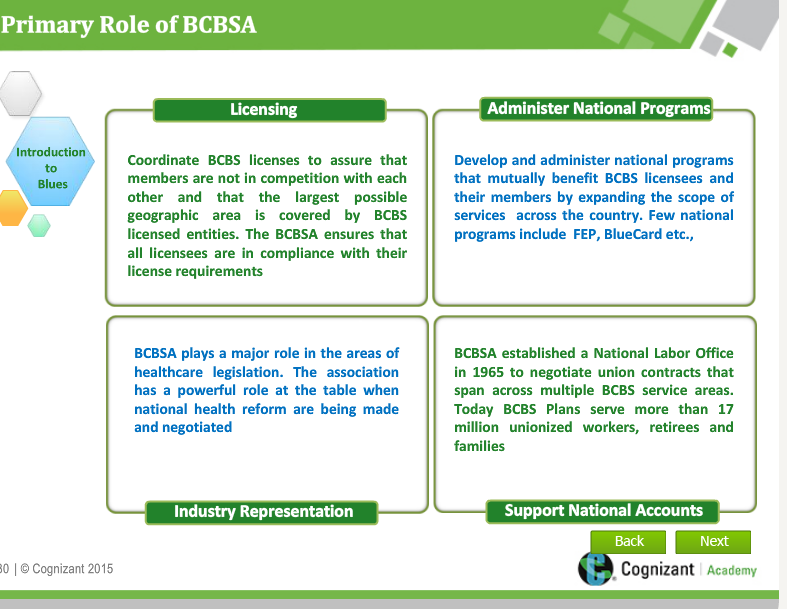 Primary Role of BCBSA
Introduction
to
Blues
Licensing
Coordinate BCBS licenses to assure that
members are not in competition with each
other and that the largest possible
geographic area is covered by BCBS
licensed entities. The BCBSA ensures that
all licensees are in compliance with their
license requirements
Administer National Programs
Develop and administer national programs
that mutually benefit BCBS licensees and
their members by expanding the scope of
services across the country. Few national
programs include FEP, BlueCard etc.,
BCBSA plays a major role in the areas of
healthcare legislation. The association
has a powerful role at the table when
national health reform are being made
and negotiated
Industry Representation
BCBSA established a National Labor Office
in 1965 to negotiate union contracts that
span across multiple BCBS service areas.
Today BCBS Plans serve more than 17
million unionized workers, retirees and
families
Support National Accounts
Back
Next
30 | © Cognizant 2015
Cognizant | Academy